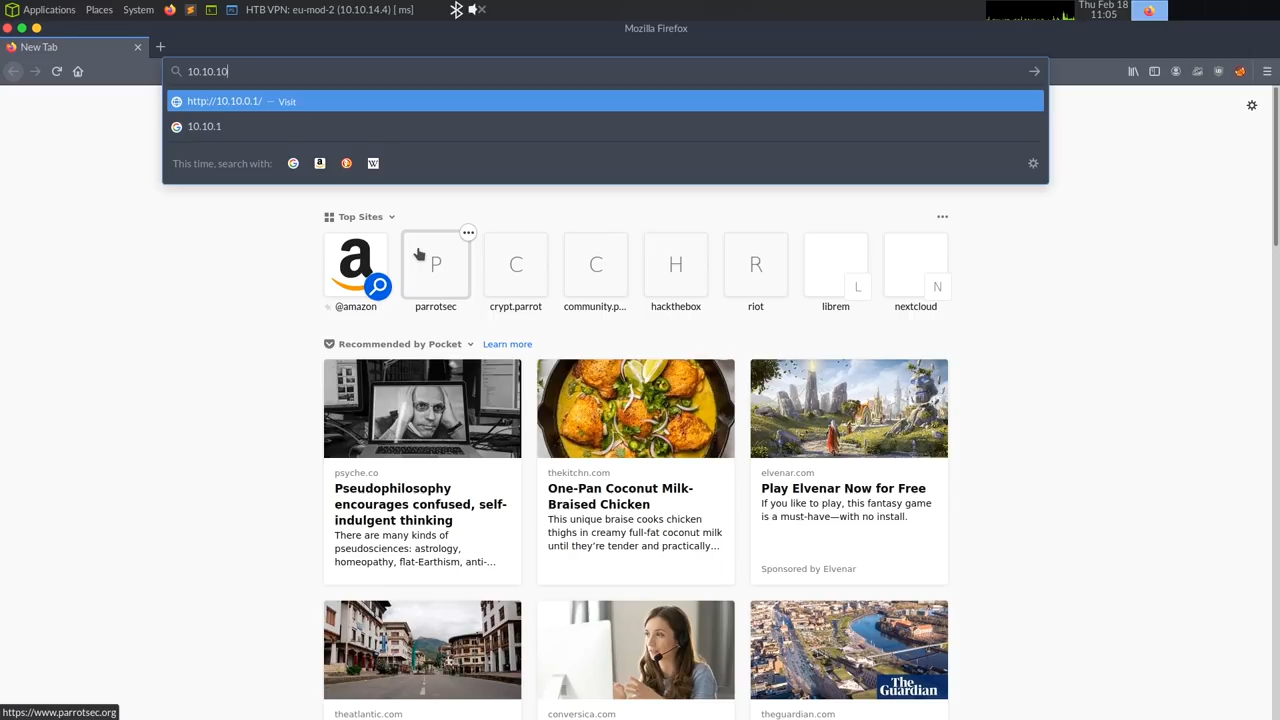 Applications Places System HTB VPN: eu-mod-2 (10.10.14.4) [ ms] Thu Feb 18
11:05
Mozilla Firefox
New Tab
10.10.10
http://10.10.0.1/ — Visit
10.10.1
This time, search with:
Top Sites
a P C C H R L N
@amazon parrotsec crypt.parrot community.p... hackthebox riot librem nextcloud
Recommended by Pocket Learn more
psyche.co
Pseudophilosophy
encourages confused, self-
indulgent thinking
There are many kinds of
pseudosciences: astrology,
homeopathy, flat-Earthism, anti-...
thekitchn.com
One-Pan Coconut Milk-
Braised Chicken
This unique braise cooks chicken
thighs in creamy full-fat coconut milk
until they're tender and practically...
elvenar.com
Play Elvenar Now for Free
If you like to play, this fantasy game
is a must-have—with no install.
Sponsored by Elvenar
The
Guardian
theatlantic.com
conversica.com
theguardian.com
https://www.parrotsec.org